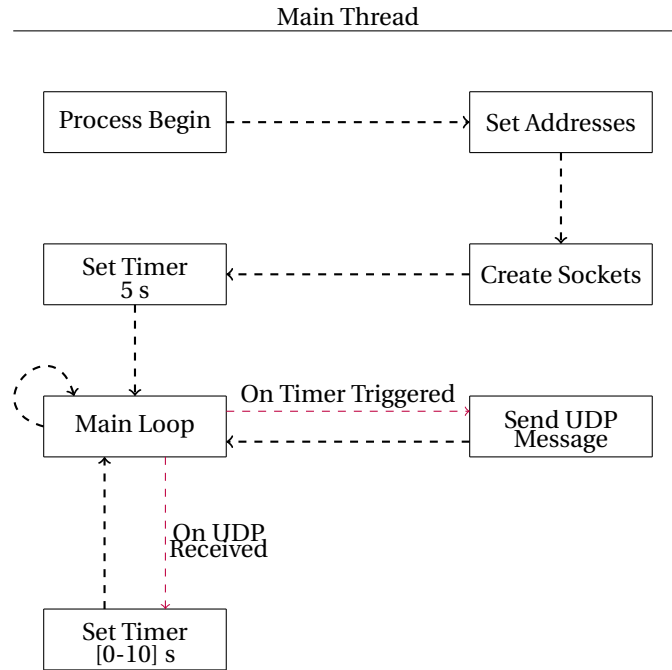 Main Thread
Process Begin
Set Addresses
Set Timer
5 s
Create Sockets
On Timer Triggered
Main Loop
Send UDP
Message
On UDP
Received
Set Timer
[0-10] s